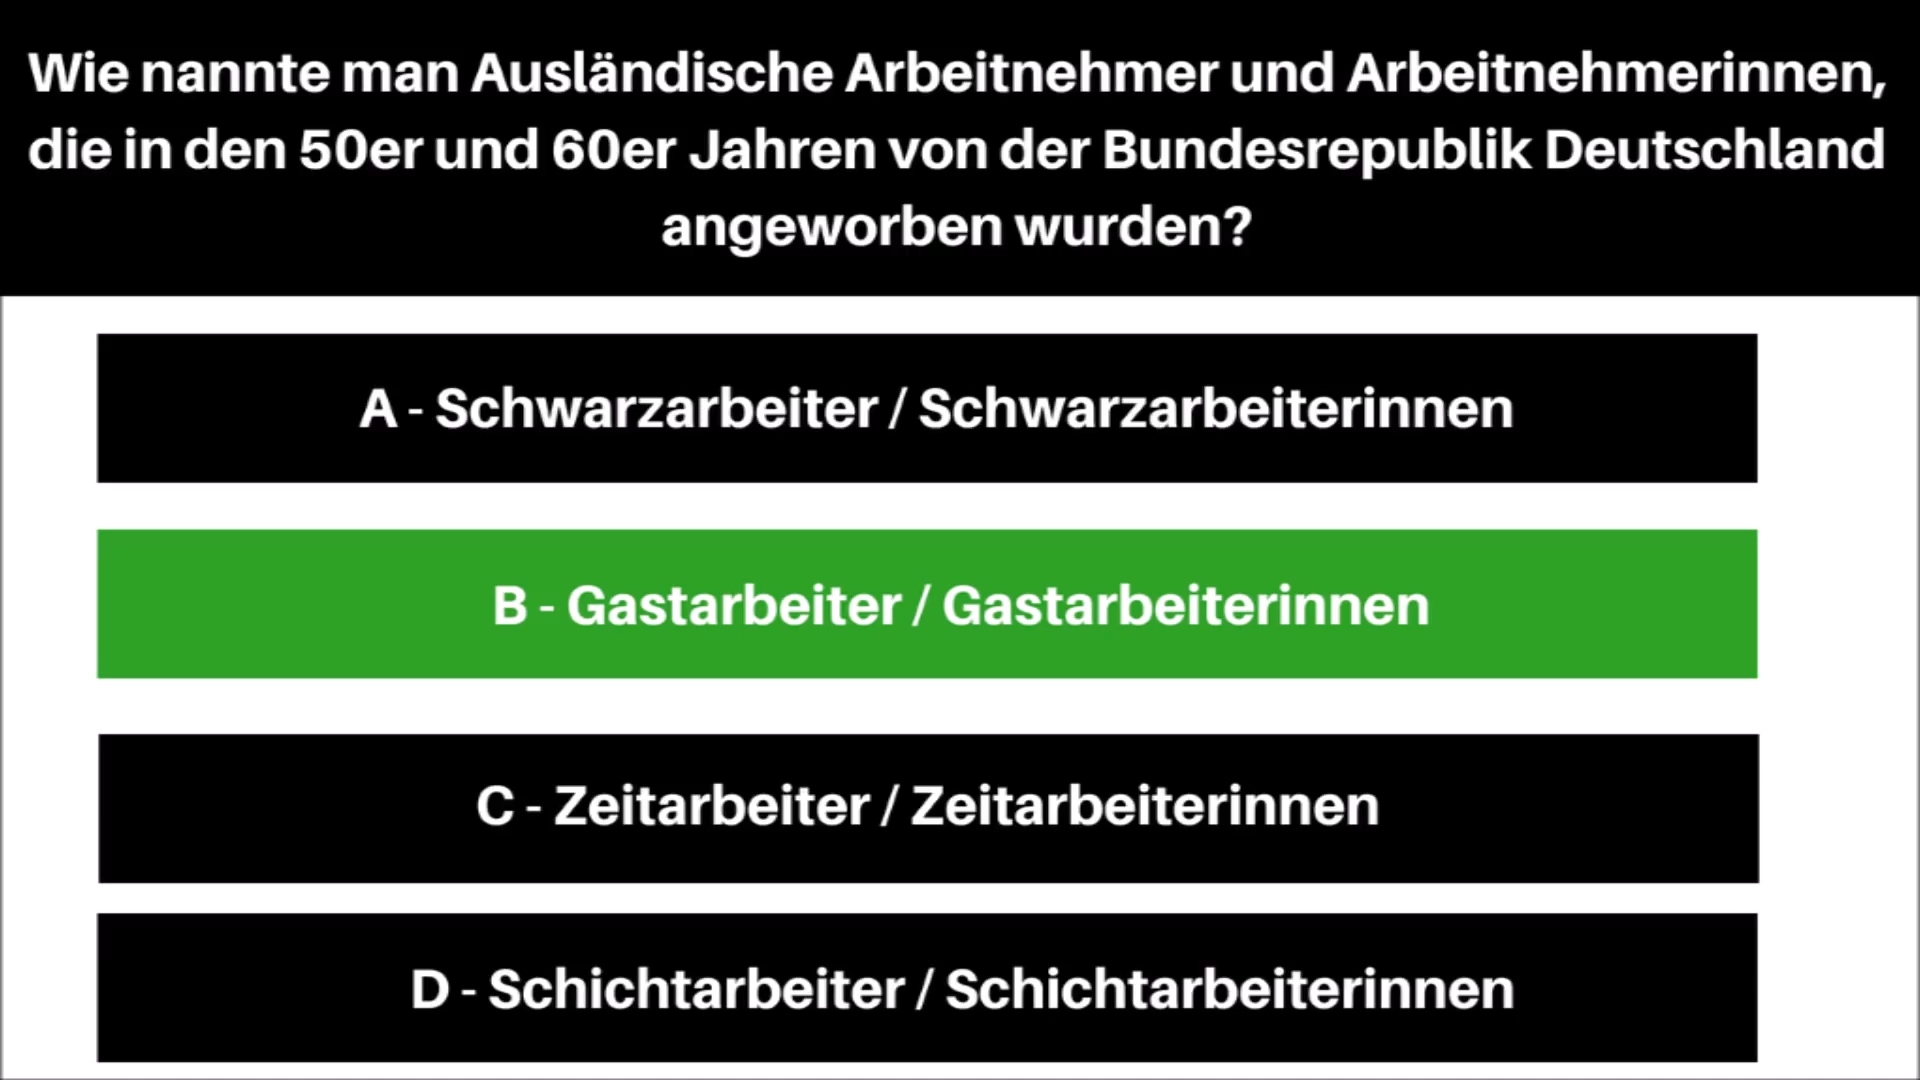 Wie nannte man Ausländische Arbeitnehmer und Arbeitnehmerinnen,
die in den 50er und 60er Jahren von der Bundesrepublik Deutschland
angeworben wurden?
A - Schwarzarbeiter / Schwarzarbeiterinnen
B - Gastarbeiter / Gastarbeiterinnen
C - Zeitarbeiter / Zeitarbeiterinnen
D - Schichtarbeiter / Schichtarbeiterinnen